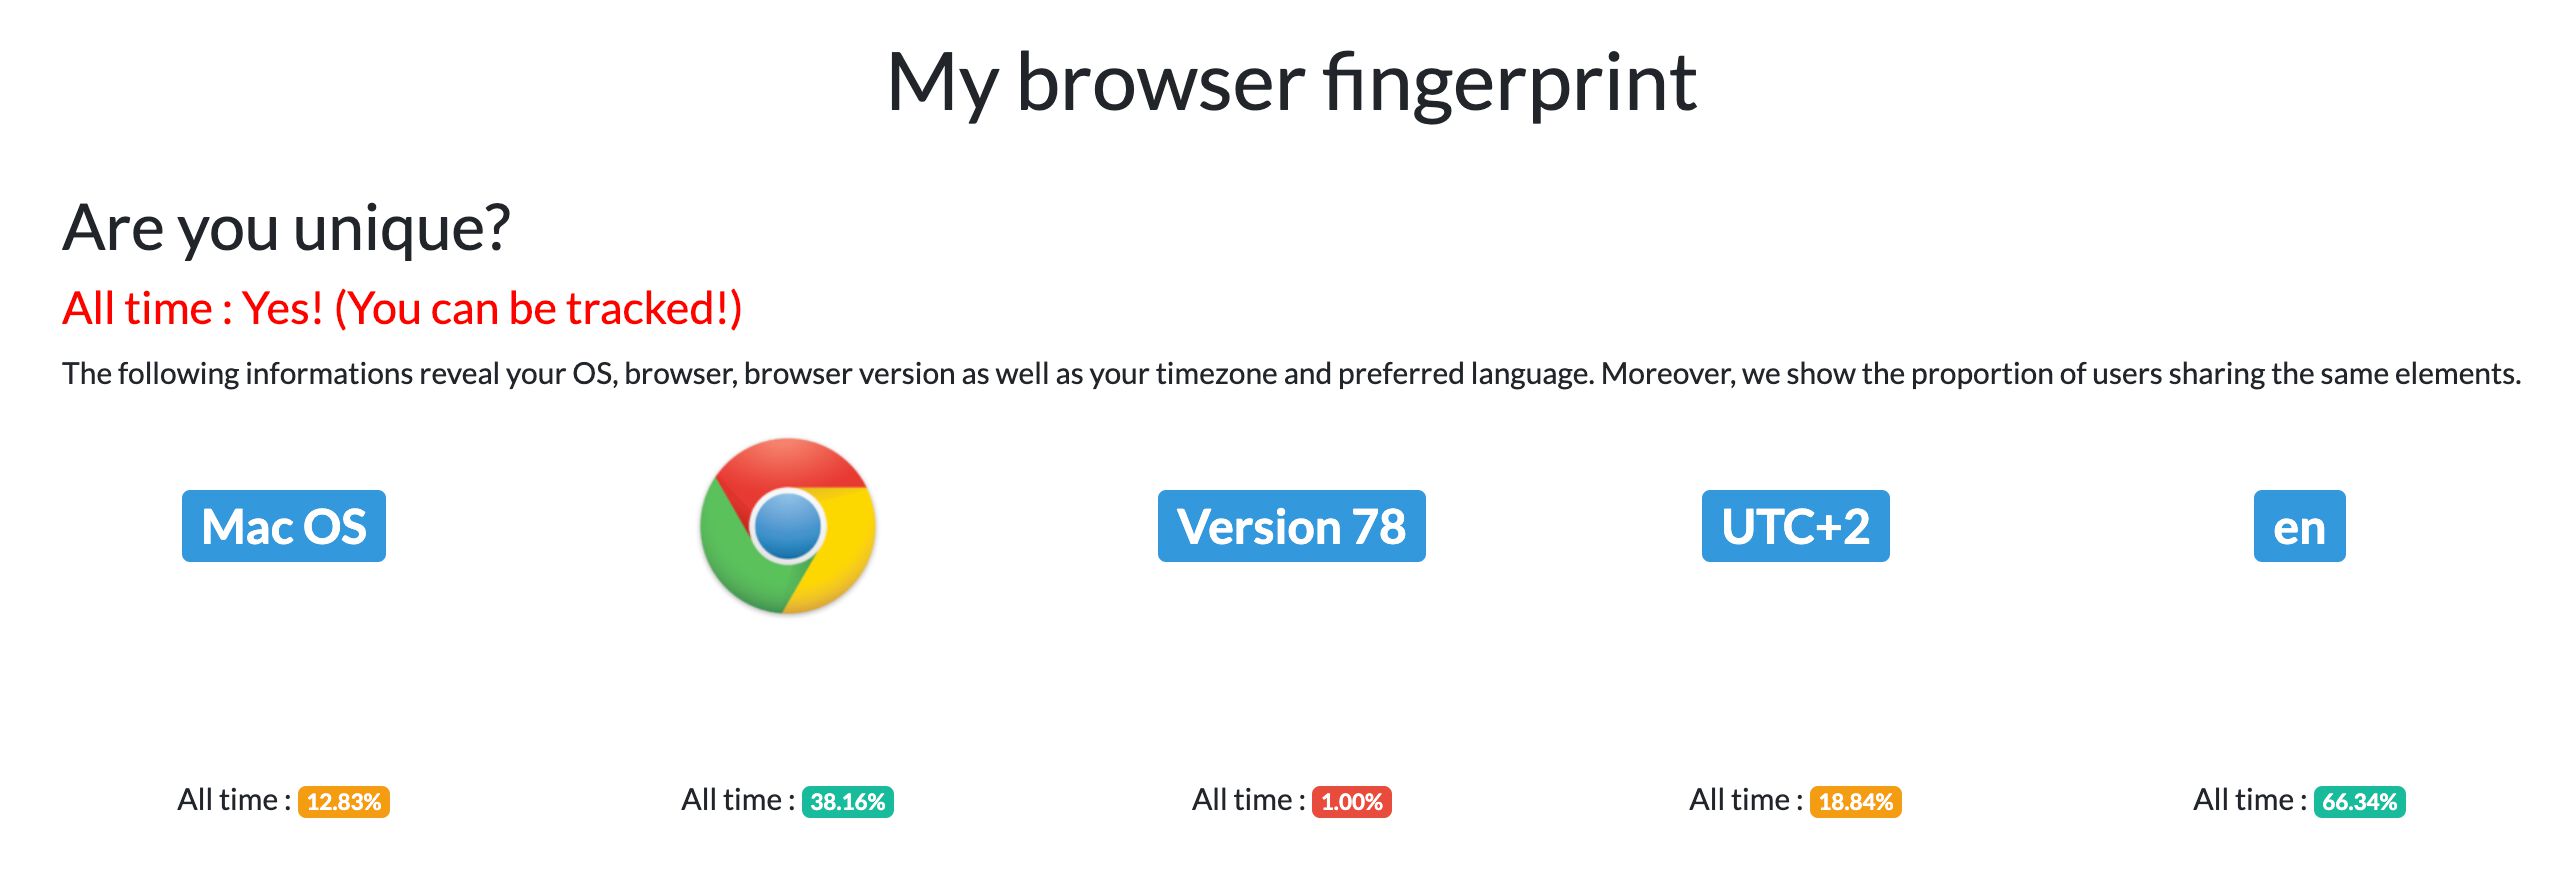 My browser fingerprint
Are you unique?
All time : Yes! (You can be tracked!)
The following informations reveal your OS, browser, browser version as well as your timezone and preferred language. Moreover, we show the proportion of users sharing the same elements.
Mac OS
Version 78
UTC+2
en
All time : 12.83%
All time : 38.16%
All time : 1.00%
All time : 18.84%
All time : 66.34%